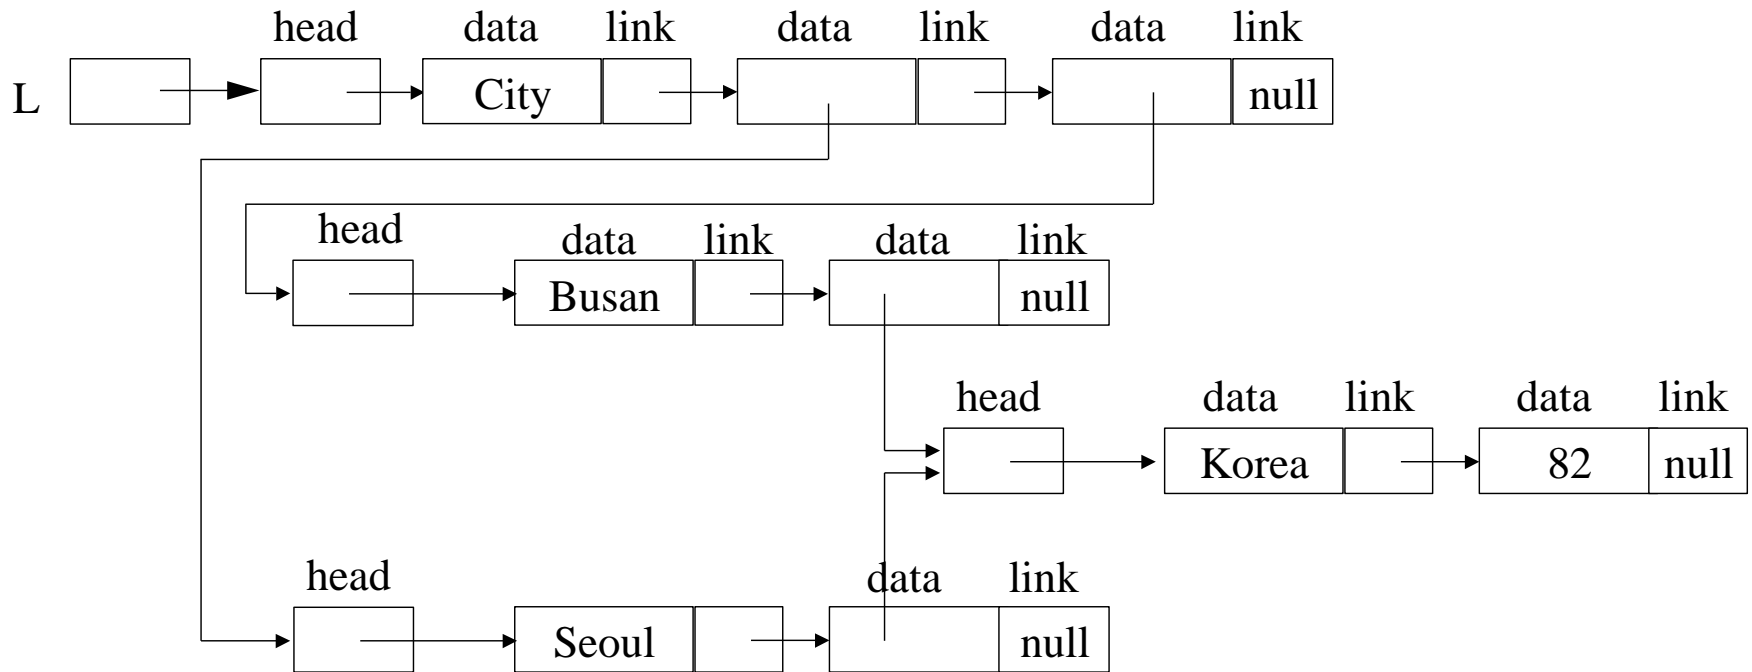 head data link data link data link
L City null
head data link data link
Busan null
head data link data link
Korea 82 null
head data link
Seoul null